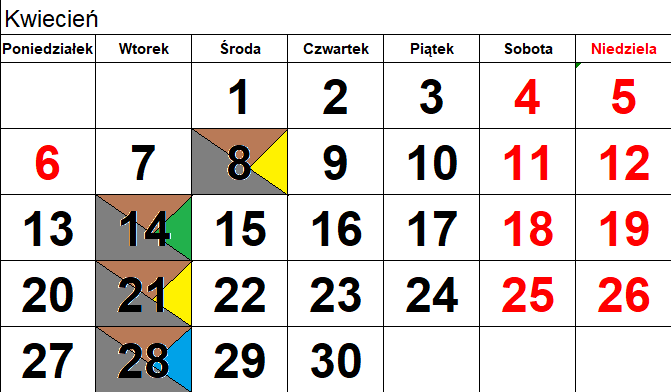 Kwiecień
Poniedziałek Wtorek Środa Czwartek Piątek Sobota Niedziela
1 2 3 4 5
6 7 8 9 10 11 12
13 14 15 16 17 18 19
20 21 22 23 24 25 26
27 28 29 30